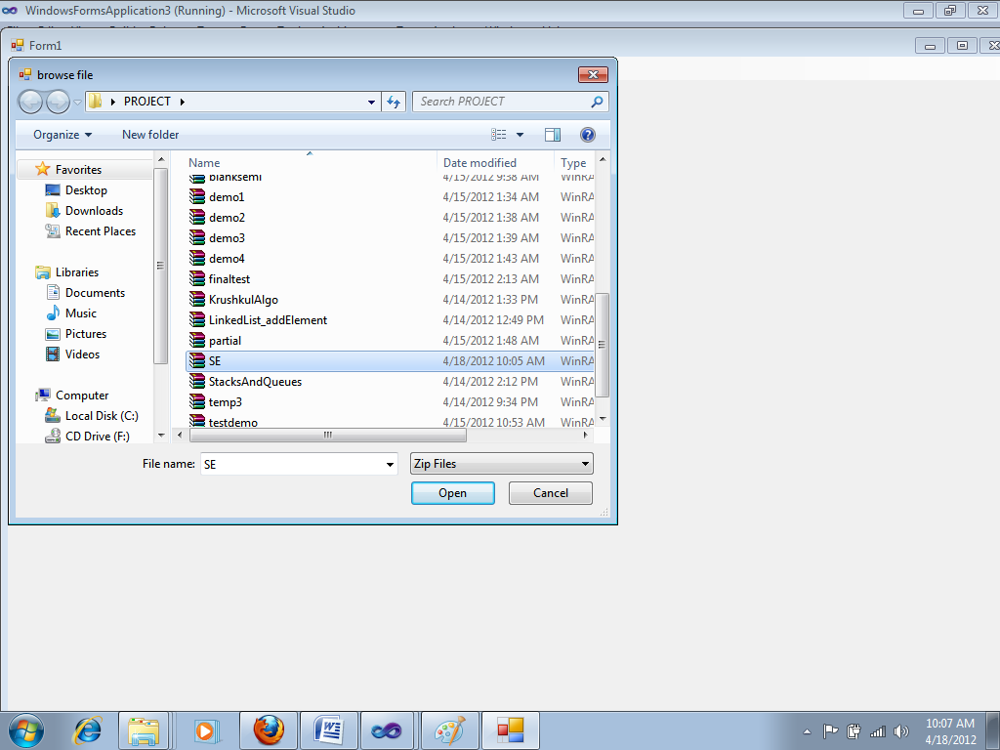 WindowsFormsApplication3 (Running) - Microsoft Visual Studio
Form1
browse file
PROJECT
Search PROJECT
Organize
New folder
Name Date modified Type
Favorites
Desktop
Downloads
Recent Places
Libraries
Documents
Music
Pictures
Videos
Computer
Local Disk (C:)
CD Drive (F:)
blanksemi 4/15/2012 9:38 AM WinRA
demo1 4/15/2012 1:34 AM WinRA
demo2 4/15/2012 1:38 AM WinRA
demo3 4/15/2012 1:39 AM WinRA
demo4 4/15/2012 1:43 AM WinRA
finaltest 4/15/2012 2:13 AM WinRA
KrushkulAlgo 4/14/2012 1:33 PM WinRA
LinkedList_addElement 4/14/2012 12:49 PM WinRA
partial 4/15/2012 1:48 AM WinRA
SE 4/18/2012 10:05 AM WinRA
StacksAndQueues 4/14/2012 2:12 PM WinRA
temp3 4/14/2012 9:34 PM WinRA
testdemo 4/15/2012 10:53 AM WinRA
File name: SE
Zip Files
Open
Cancel
10:07 AM
4/18/2012